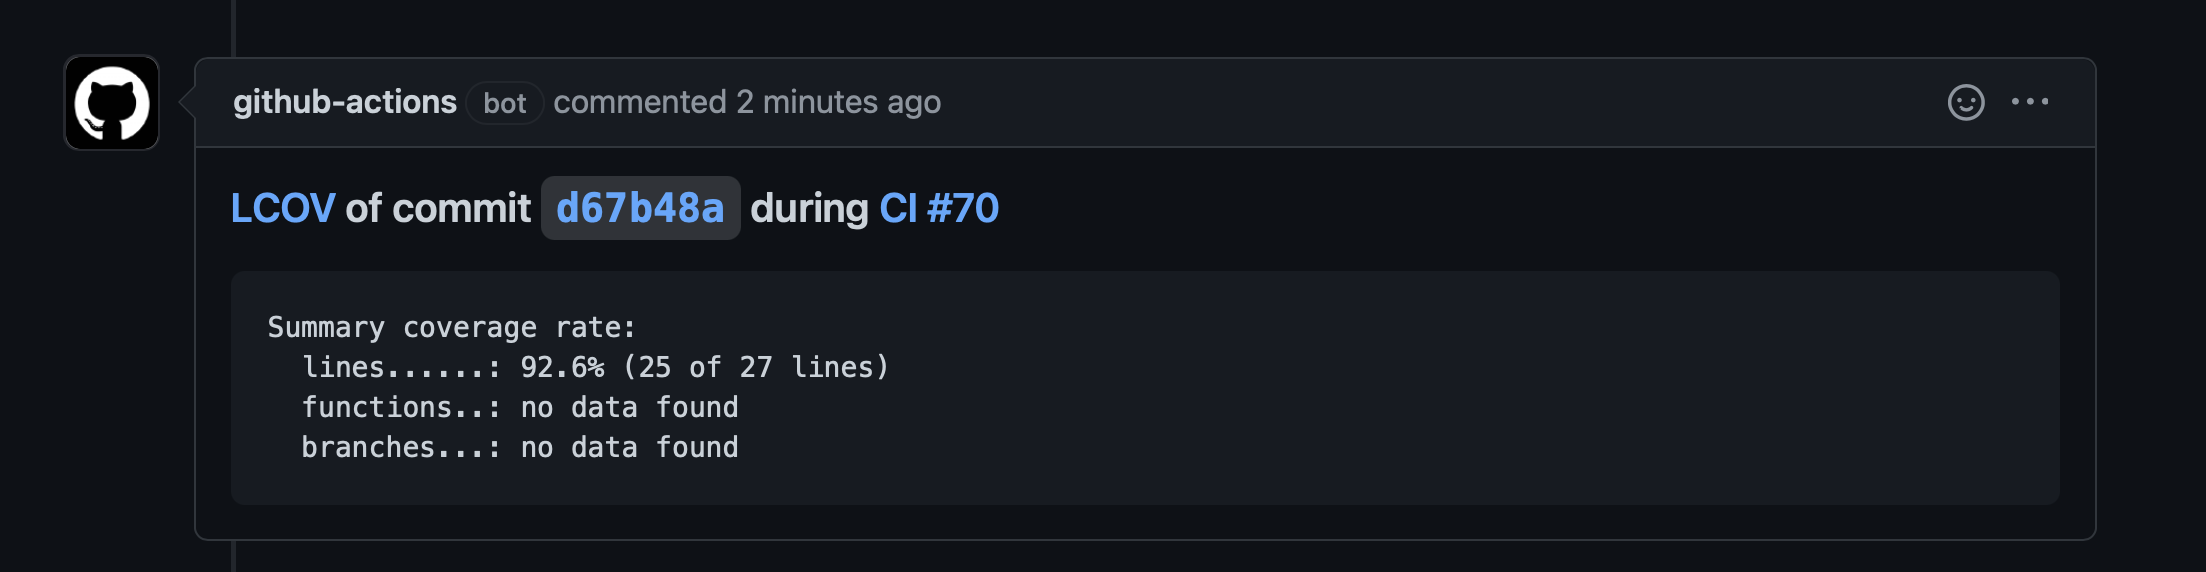 github-actions bot commented 2 minutes ago
LCOV of commit d67b48a during CI #70
Summary coverage rate:
  lines......: 92.6% (25 of 27 lines)
  functions..: no data found
  branches...: no data found